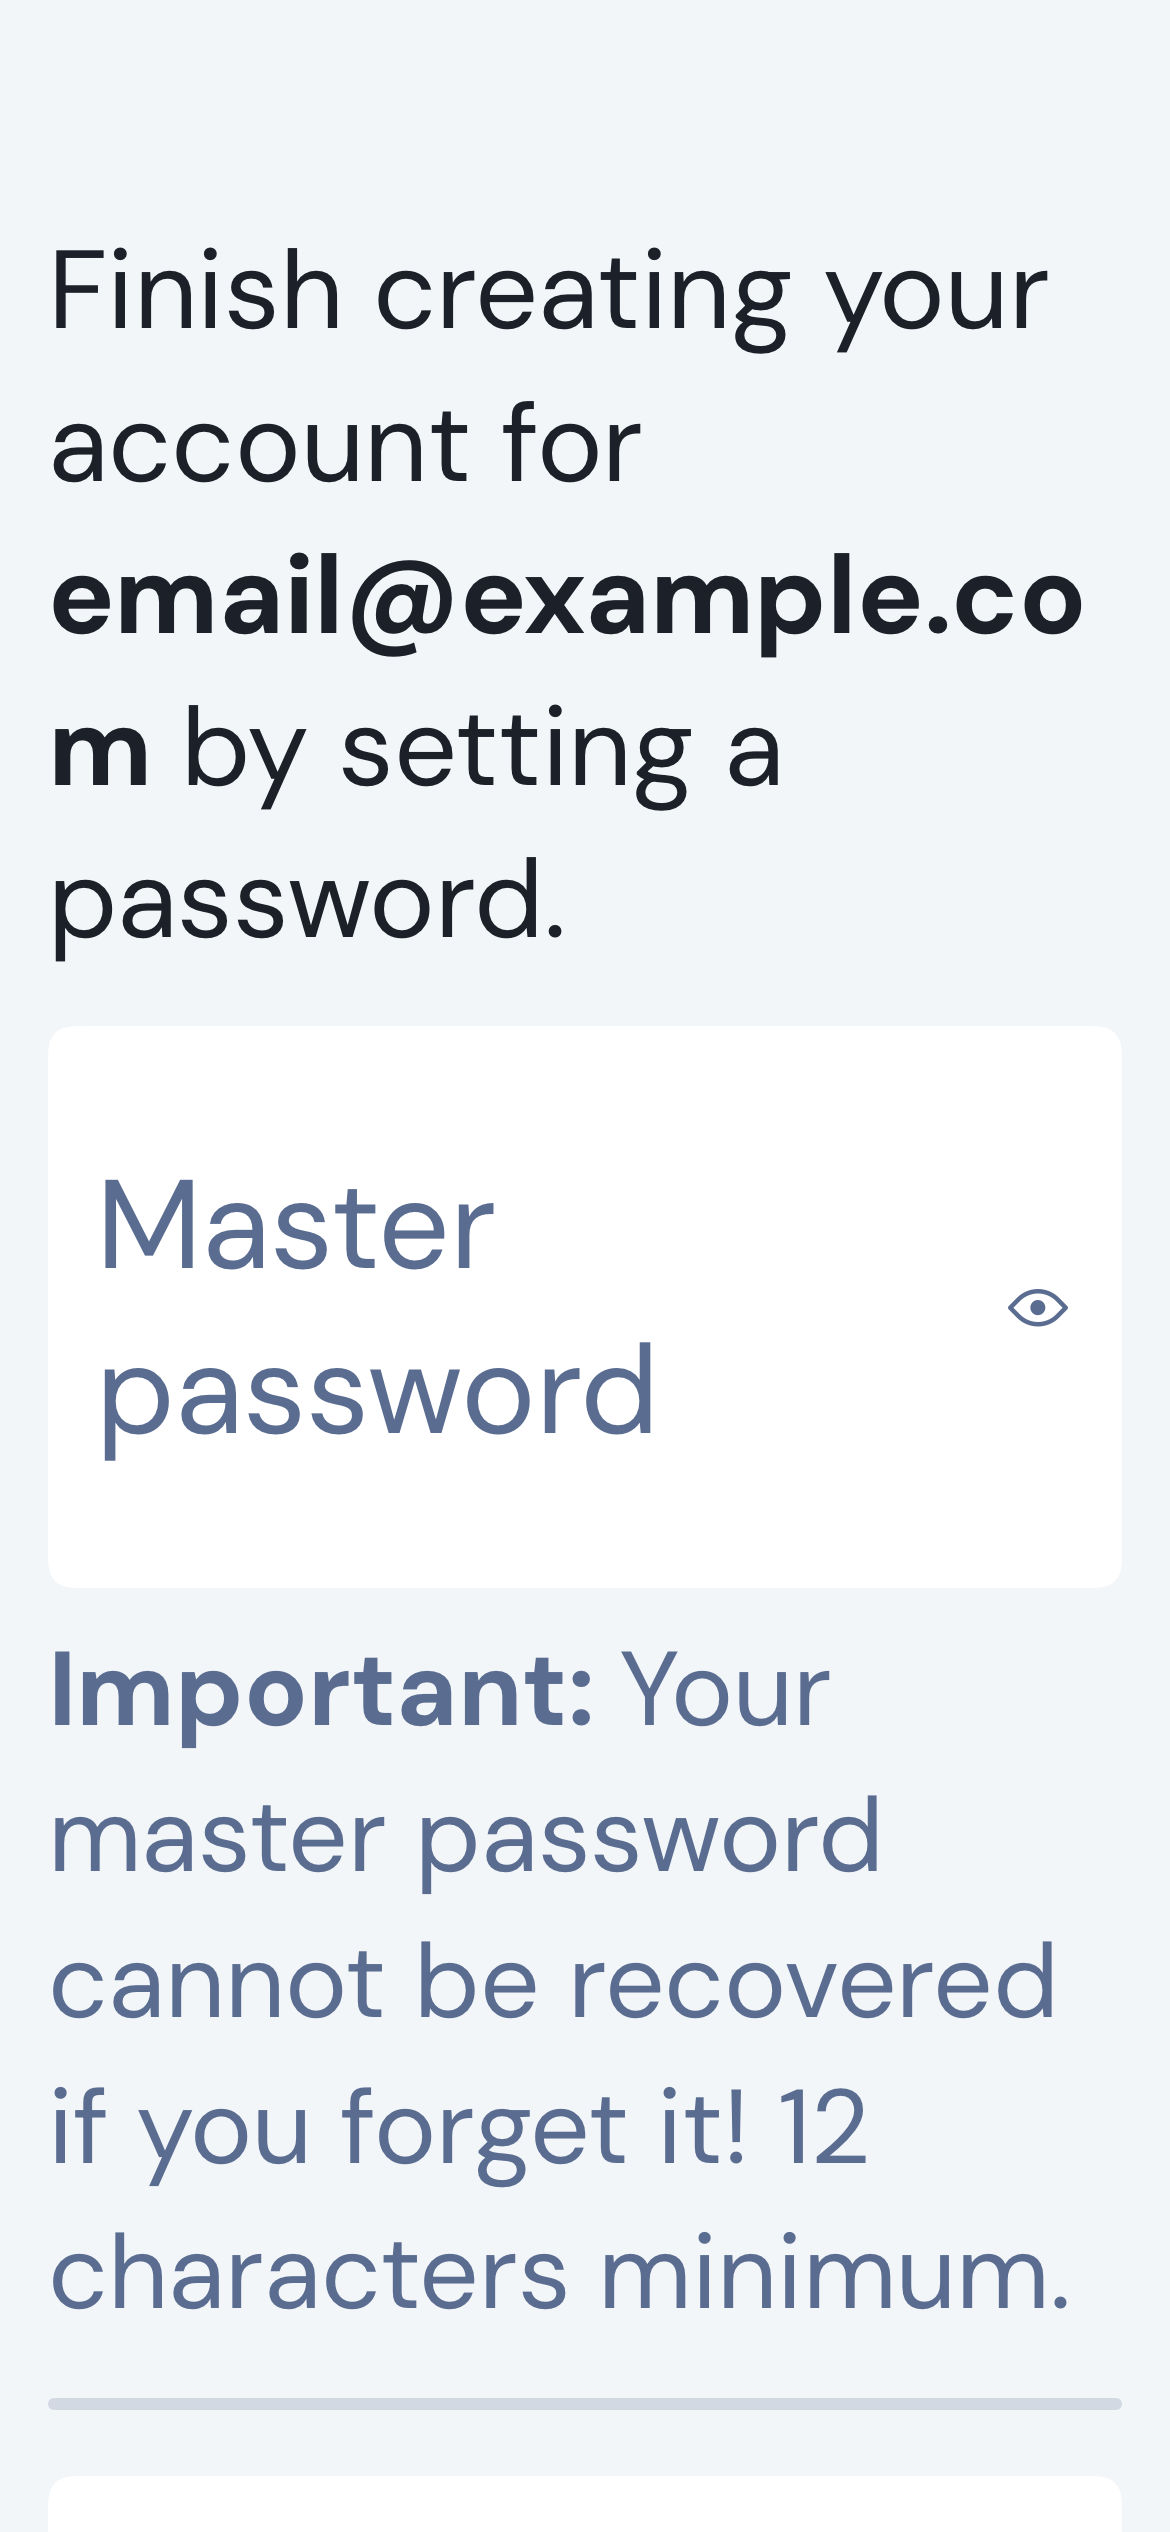 Finish creating your
account for
email@example.co
m by setting a
password.
Master
password
Important: Your
master password
cannot be recovered
if you forget it! 12
characters minimum.